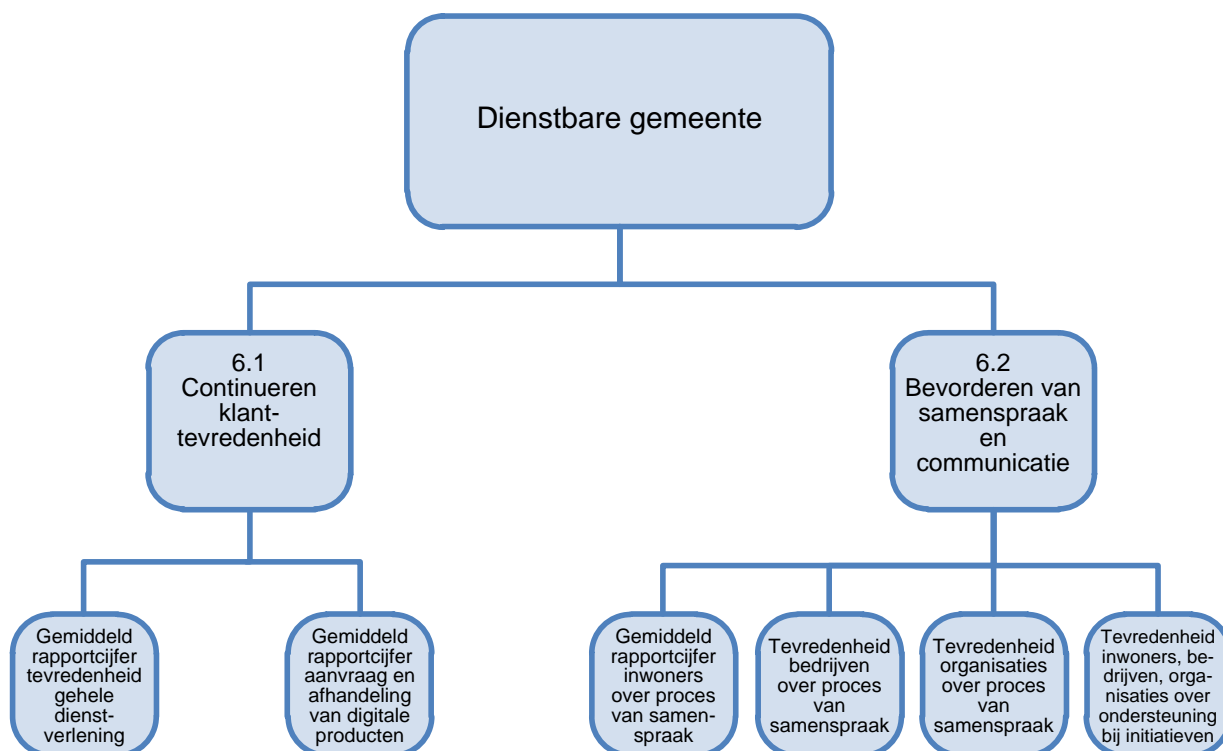 Dienstbare gemeente
6.1
Continueren
klant-
tevredenheid
6.2
Bevorderen van
samenspraak
en
communicatie
Gemiddeld
rapportcijfer
tevredenheid
gehele
dienst-
verlening
Gemiddeld
rapportcijfer
aanvraag en
afhandeling
van digitale
producten
Gemiddeld
rapportcijfer
inwoners
over proces
van samen-
spraak
Tevredenheid
bedrijven
over proces
van
samenspraak
Tevredenheid
organisaties
over proces
van
samenspraak
Tevredenheid
inwoners, be-
drijven, orga-
nisaties over
ondersteuning
bij initiatieven